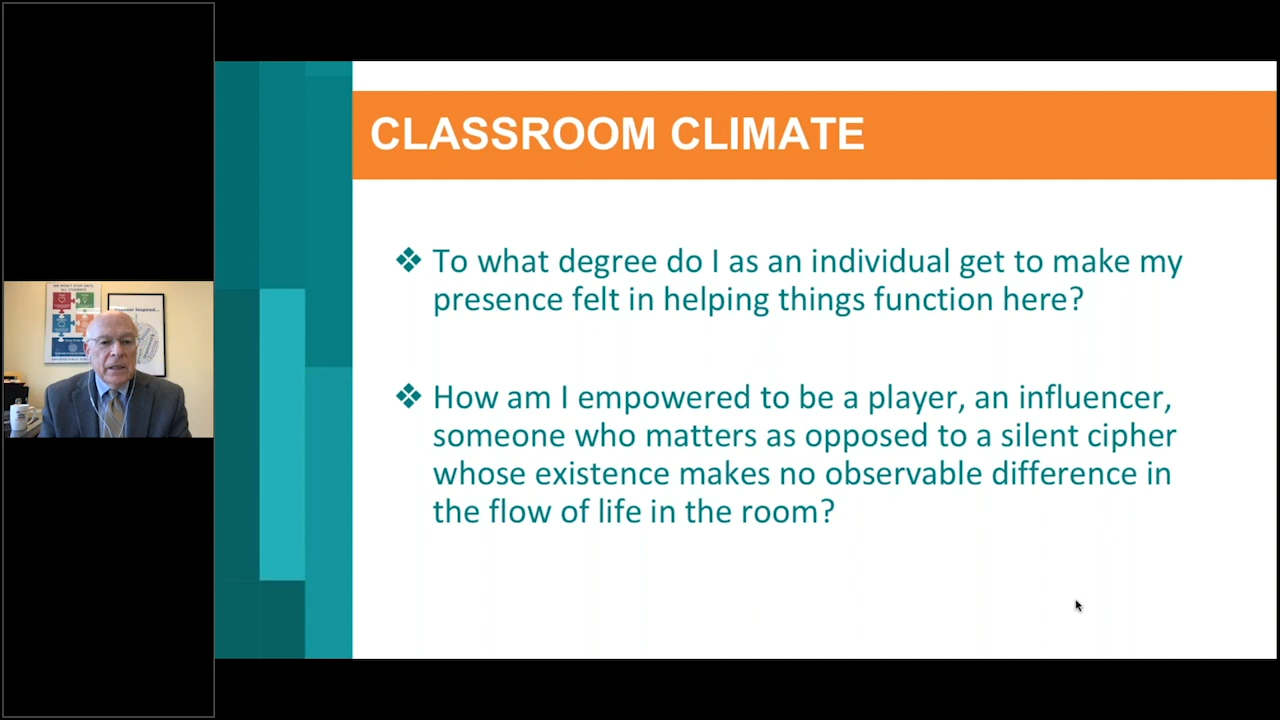 CLASSROOM CLIMATE
❖ To what degree do I as an individual get to make my
presence felt in helping things function here?
❖ How am I empowered to be a player, an influencer,
someone who matters as opposed to a silent cipher
whose existence makes no observable difference in
the flow of life in the room?